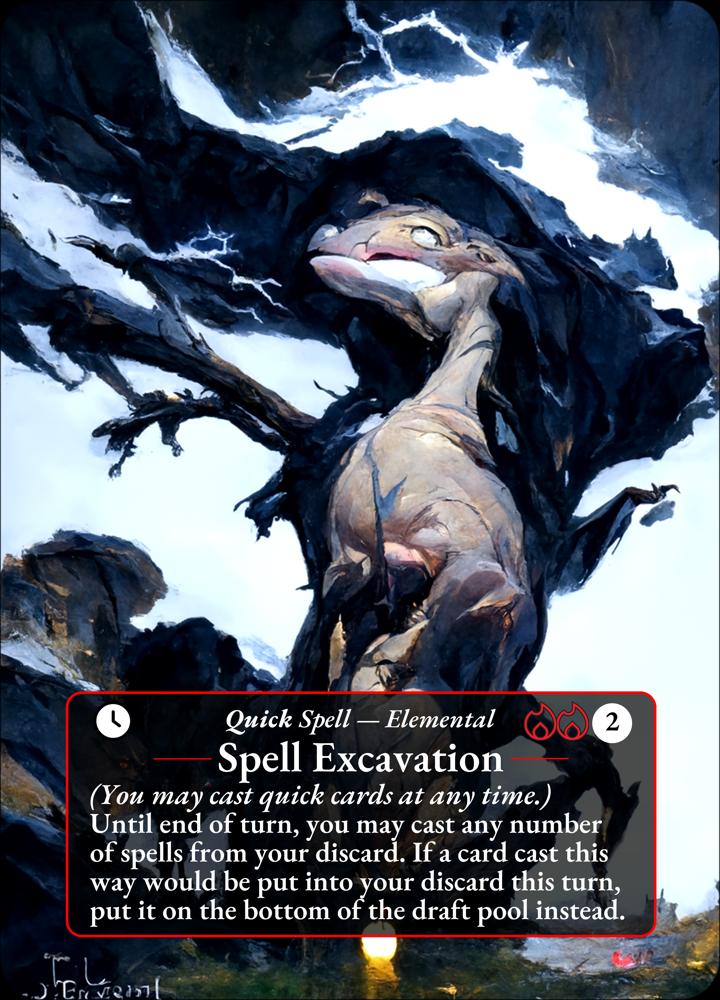 Quick Spell — Elemental 2
Spell Excavation
(You may cast quick cards at any time.)
Until end of turn, you may cast any number
of spells from your discard. If a card cast this
way would be put into your discard this turn,
put it on the bottom of the draft pool instead.